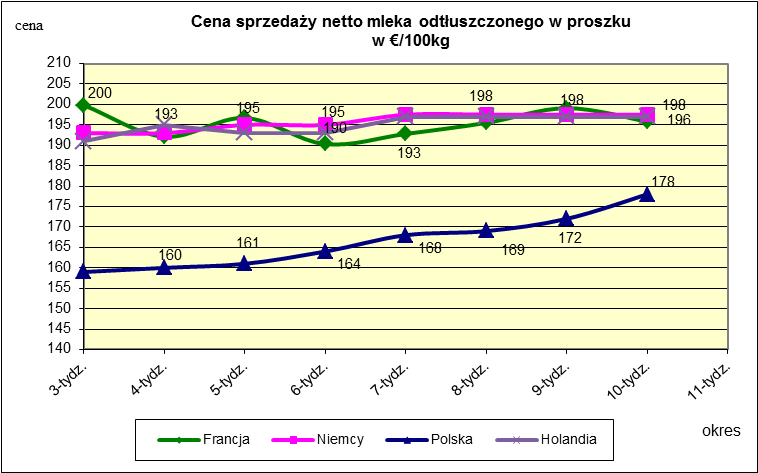 Cena sprzedaży netto mleka odtłuszczonego w proszku
w €/100kg
cena
210
205
200
195
190
185
180
175
170
165
160
155
150
145
140
200
193
195
195
190
193
198
198
198
196
160
161
164
168
169
172
178
3-tydz.
4-tydz.
5-tydz.
6-tydz.
7-tydz.
8-tydz.
9-tydz.
10-tydz.
11-tydz.
okres
Francja
Niemcy
Polska
Holandia